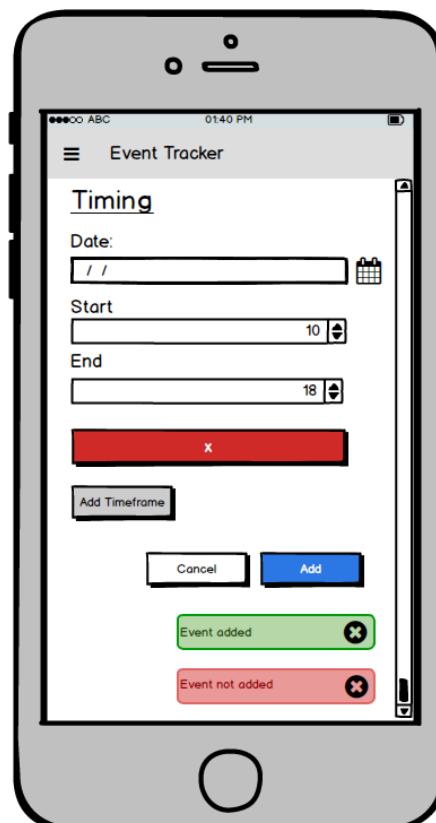 ABC 01:40 PM
Event Tracker
Timing
Date:
/ /
Start
10
End
18
X
Add Timeframe
Cancel Add
Event added
Event not added